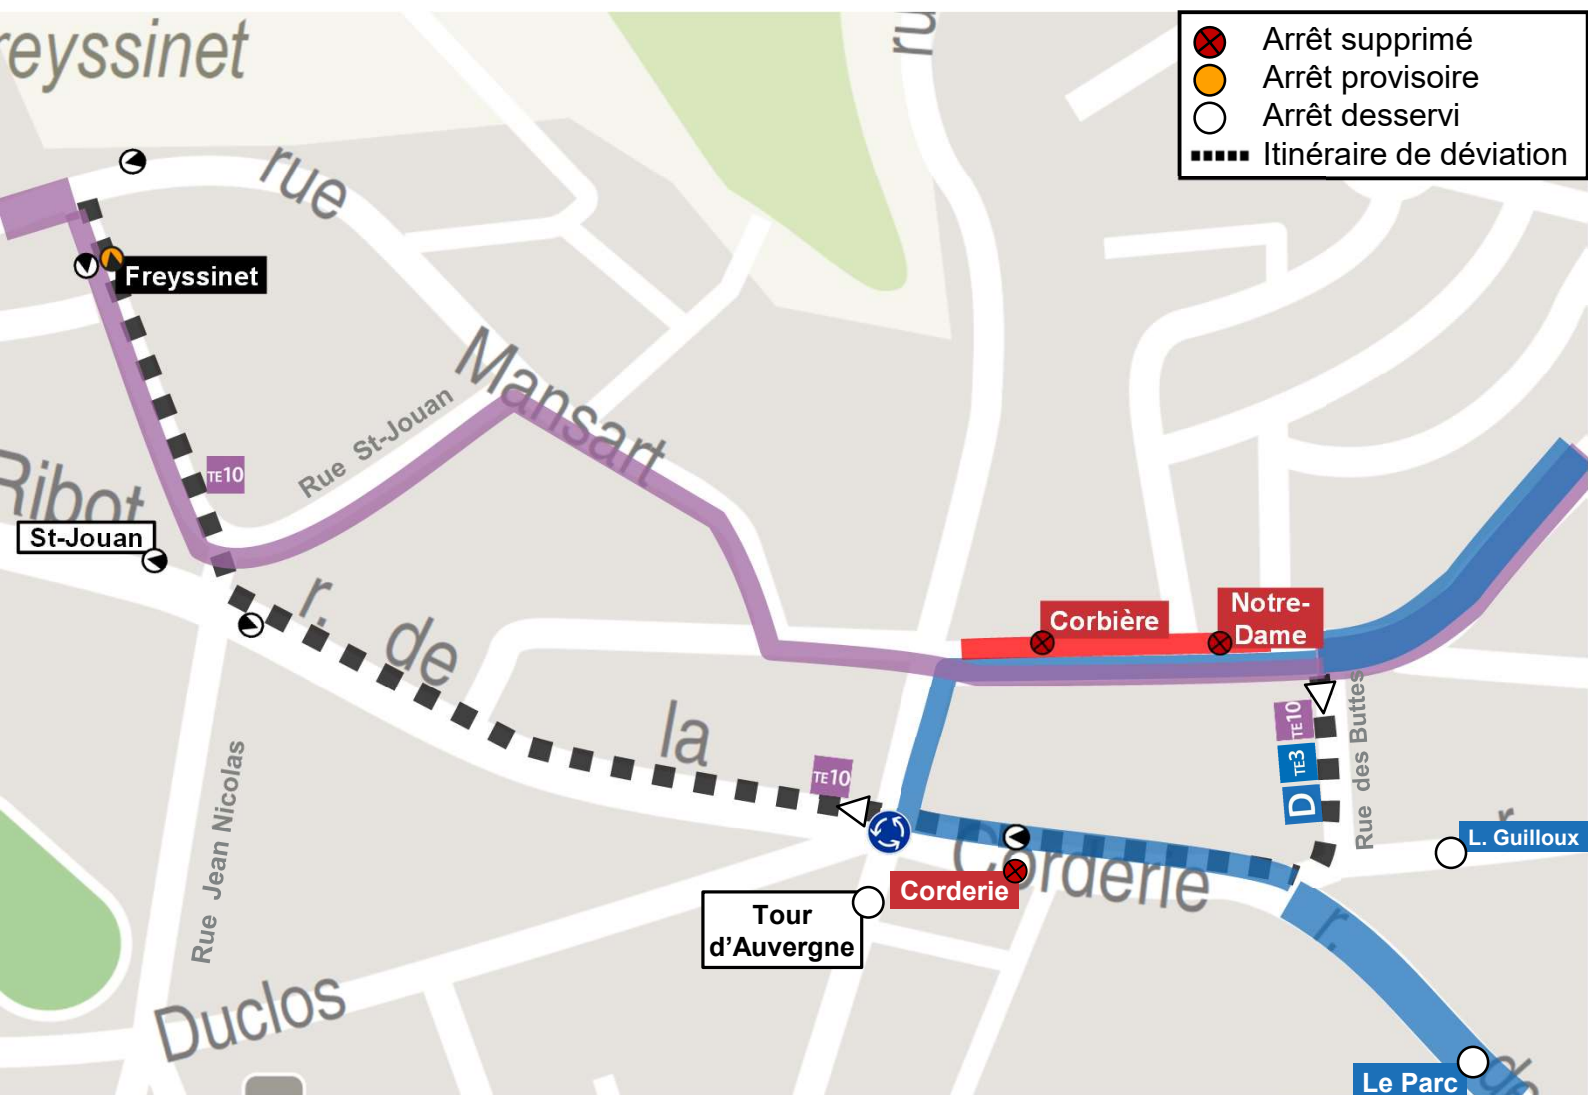 reyssinet
ru
Arrêt supprimé
Arrêt provisoire
Arrêt desservi
Itinéraire de déviation
rue
Freyssinet
Mansart
Rue St-Jouan
TE10
Ribot
St-Jouan
r. de la
Corbière
Notre-
Dame
TE10
TE3
D
Rue des Buttes
TE10
Rue Jean Nicolas
Corderie
Corderie
r.
L. Guilloux
Tour
d'Auvergne
r.
Duclos
Le Parc
de